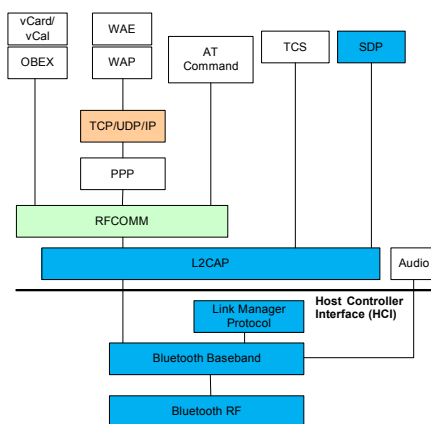 vCard/
vCal
WAE
OBEX
WAP
AT
Command
TCS
SDP
TCP/UDP/IP
PPP
RFCOMM
L2CAP
Audio
Host Controller
Interface (HCI)
Link Manager
Protocol
Bluetooth Baseband
Bluetooth RF